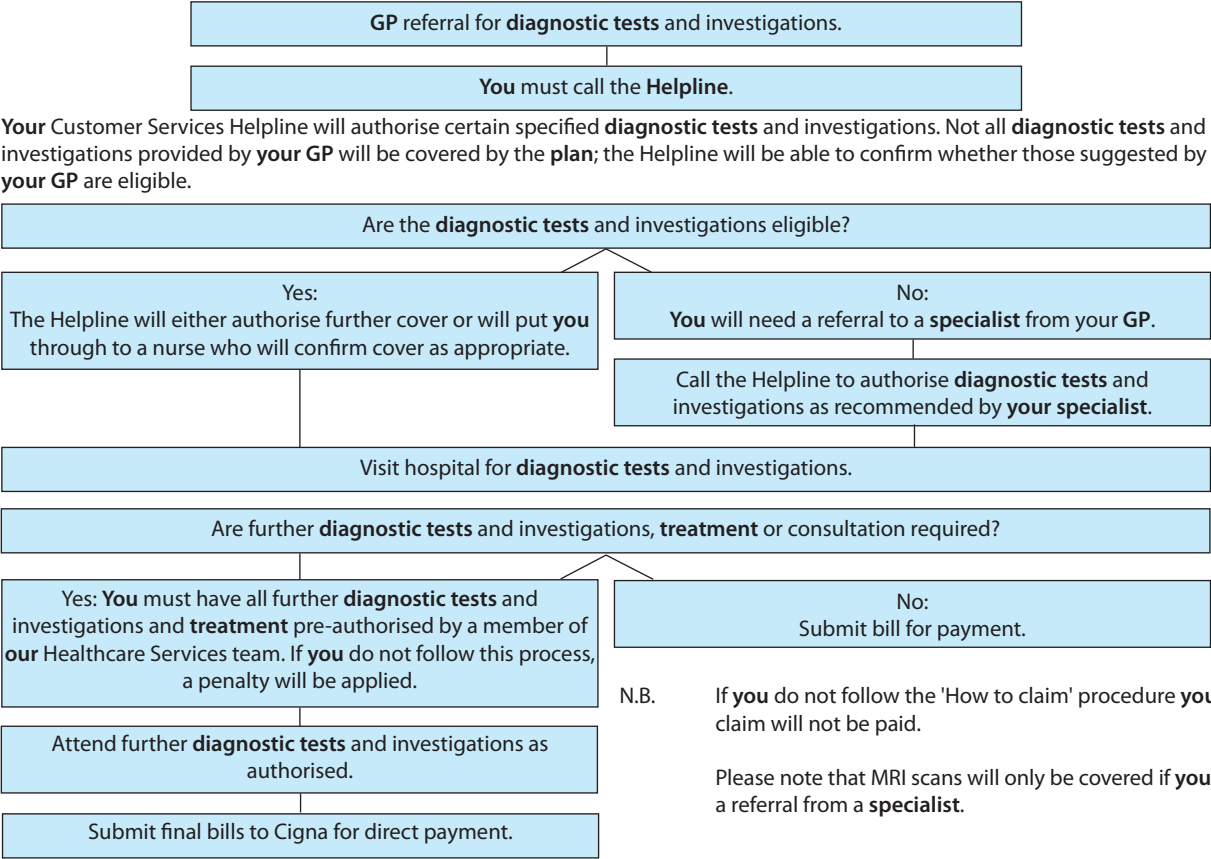 GP referral for diagnostic tests and investigations.
You must call the Helpline.
Your Customer Services Helpline will authorise certain specified diagnostic tests and investigations. Not all diagnostic tests and
investigations provided by your GP will be covered by the plan; the Helpline will be able to confirm whether those suggested by
your GP are eligible.
Are the diagnostic tests and investigations eligible?
Yes:
The Helpline will either authorise further cover or will put you
through to a nurse who will confirm cover as appropriate.
No:
You will need a referral to a specialist from your GP.
Call the Helpline to authorise diagnostic tests and
investigations as recommended by your specialist.
Visit hospital for diagnostic tests and investigations.
Are further diagnostic tests and investigations, treatment or consultation required?
Yes: You must have all further diagnostic tests and
investigations and treatment pre-authorised by a member of
our Healthcare Services team. If you do not follow this process,
a penalty will be applied.
No:
Submit bill for payment.
Attend further diagnostic tests and investigations as
authorised.
Submit final bills to Cigna for direct payment.
N.B. If you do not follow the 'How to claim' procedure you
claim will not be paid.
Please note that MRI scans will only be covered if you
a referral from a specialist.